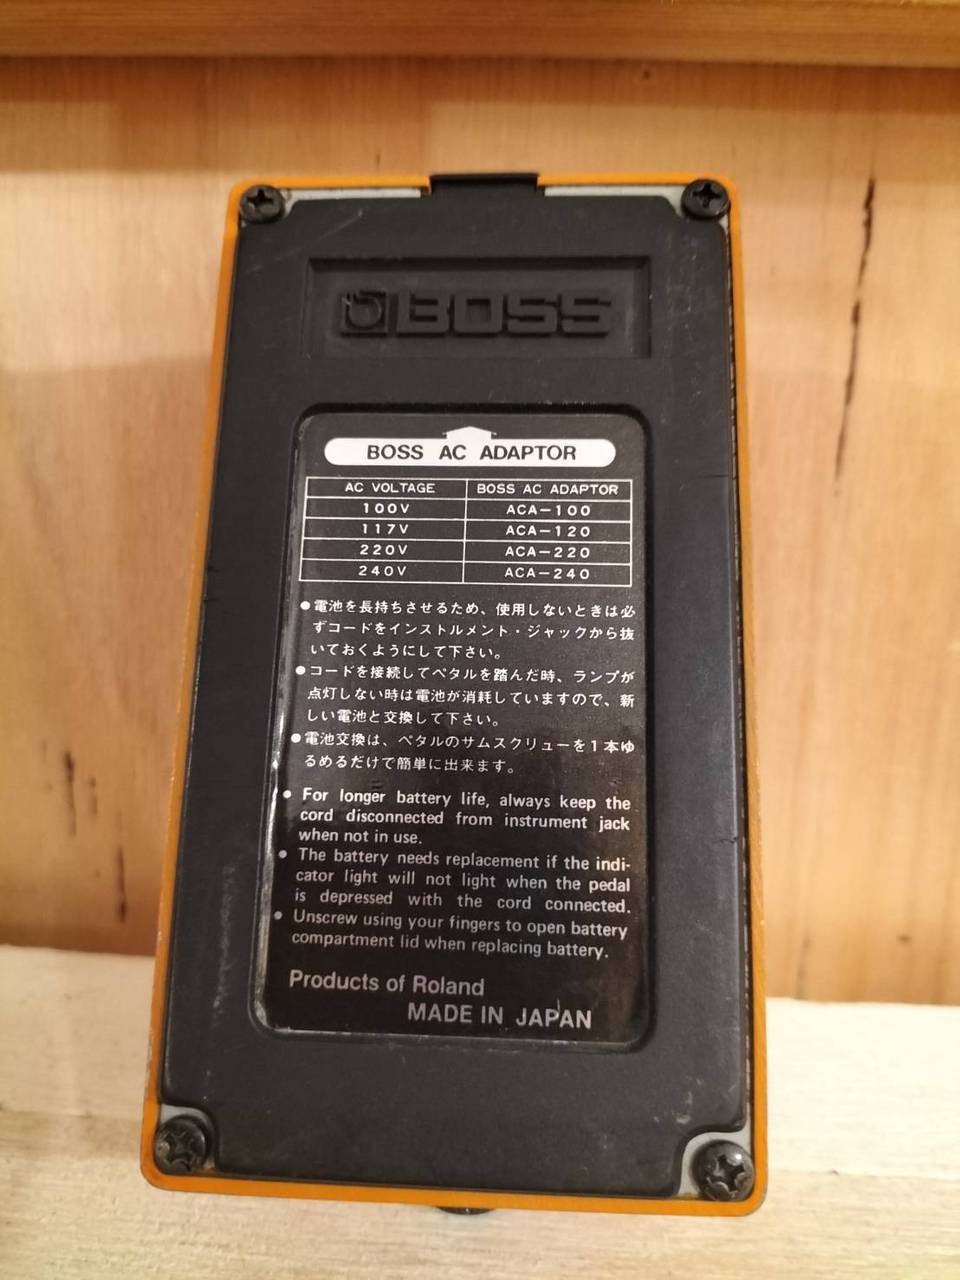 BOSS
BOSS AC ADAPTOR
AC VOLTAGE BOSS AC ADAPTOR
100V ACA-100
117V ACA-120
220V ACA-220
240V ACA-240
●電池を長持ちさせるため、使用しないときは必
ずコードをインストルメント・ジャックから抜
いておくようにして下さい。
●コードを接続してペダルを踏んだ時、ランプが
点灯しない時は電池が消耗していますので、新
しい電池と交換して下さい。
●電池交換は、ペダルのサムスクリューを1本ゆ
るめるだけで簡単に出来ます。
● For longer battery life, always keep the
cord disconnected from instrument jack
when not in use.
● The battery needs replacement if the indi-
cator light will not light when the pedal
is depressed with the cord connected.
● Unscrew using your fingers to open battery
compartment lid when replacing battery.
Products of Roland
MADE IN JAPAN